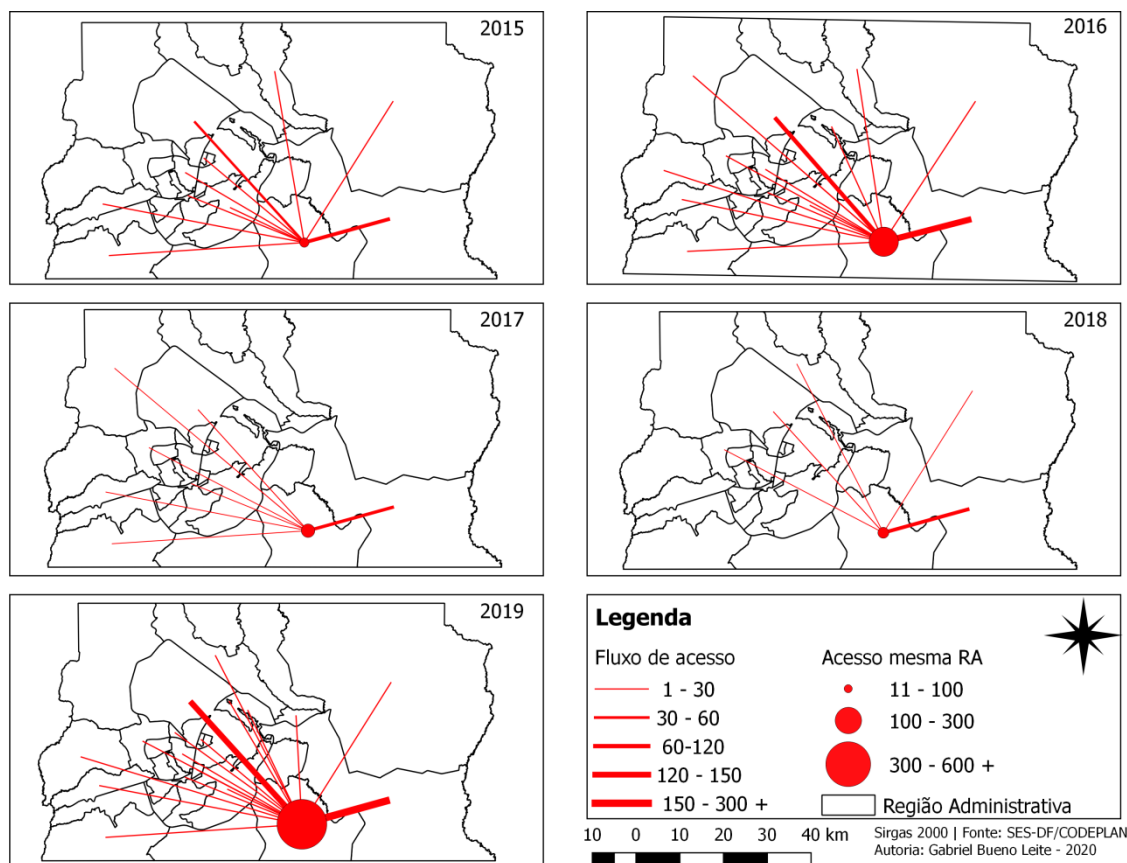 2015
2016
2017
2018
2019
Legenda
Fluxo de acesso
1 - 30
30 - 60
60-120
120 - 150
150 - 300 +
Acesso mesma RA
11 - 100
100 - 300
300 - 600 +
Região Administrativa
10 0 10 20 30 40 km
Sirgas 2000 | Fonte: SES-DF/CODEPLAN
Autoria: Gabriel Bueno Leite - 2020